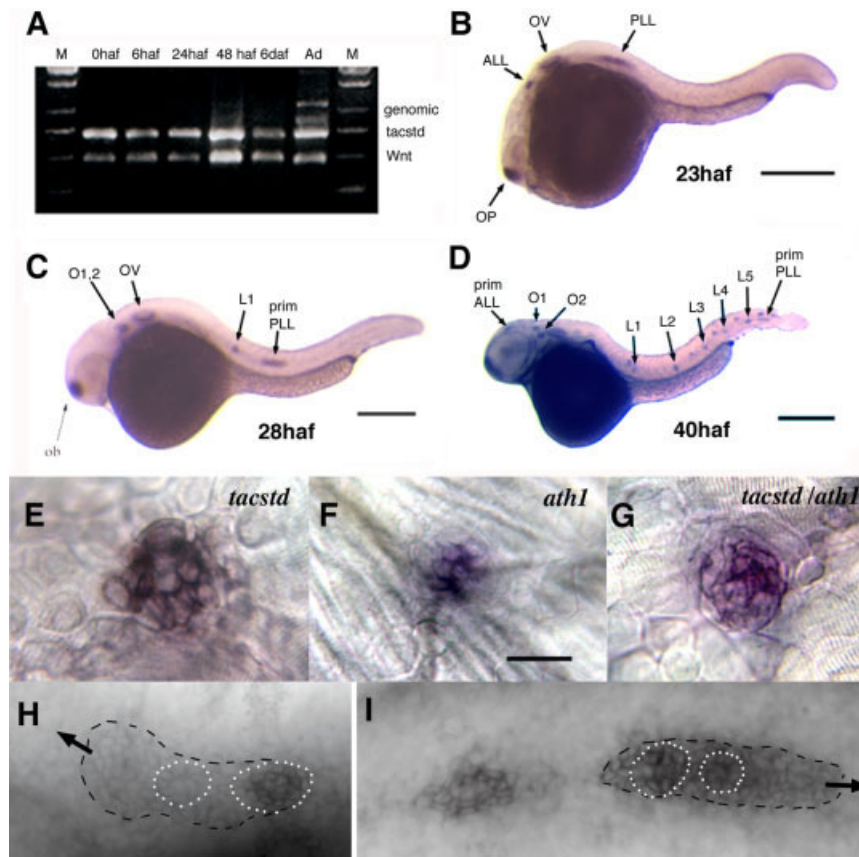 A
M 0haf 6haf 24haf 48 haf 6daf Ad M
genomic
tacstd
Wnt
B
OV PLL
ALL
OP
23haf
C
O1,2 OV
L1 prim
PLL
ob
28haf
D
prim
ALL O1 O2
L1 L2 L3 L4 L5 prim
PLL
40haf
E tacstd
F ath1
G tacstd /ath1
H
I